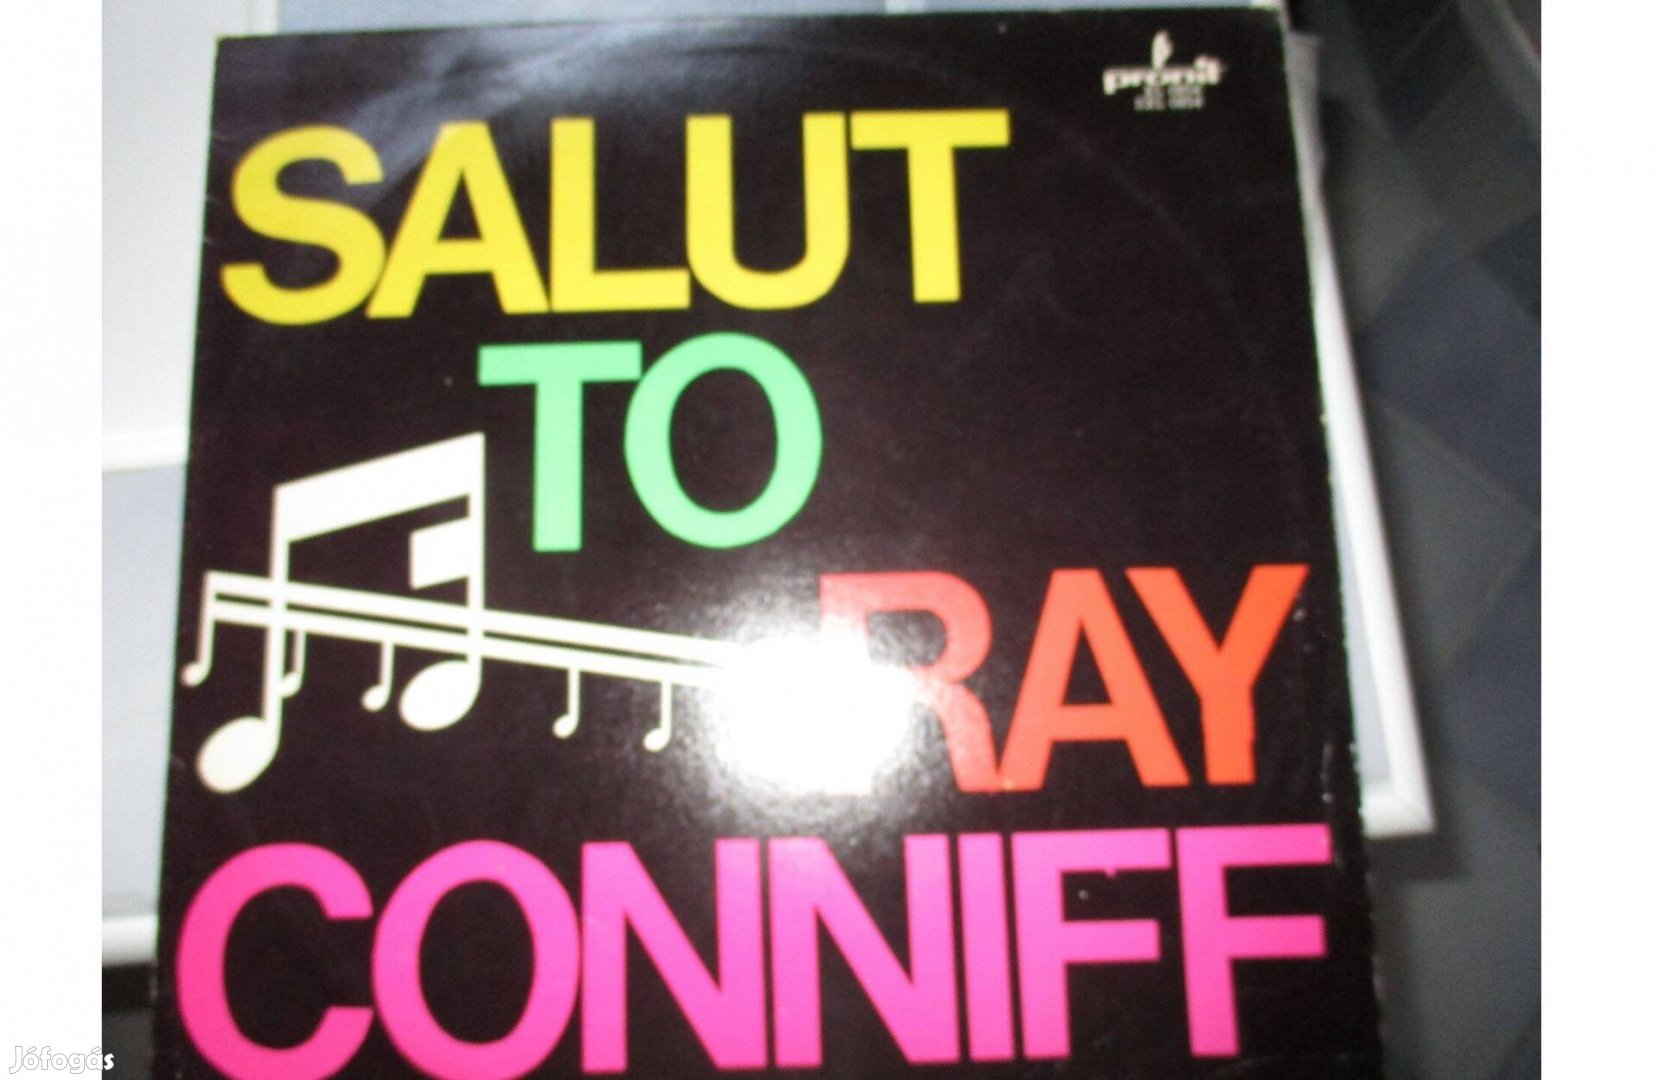 pronit
SALUT
TO
RAY
CONNIFF
Jófogás